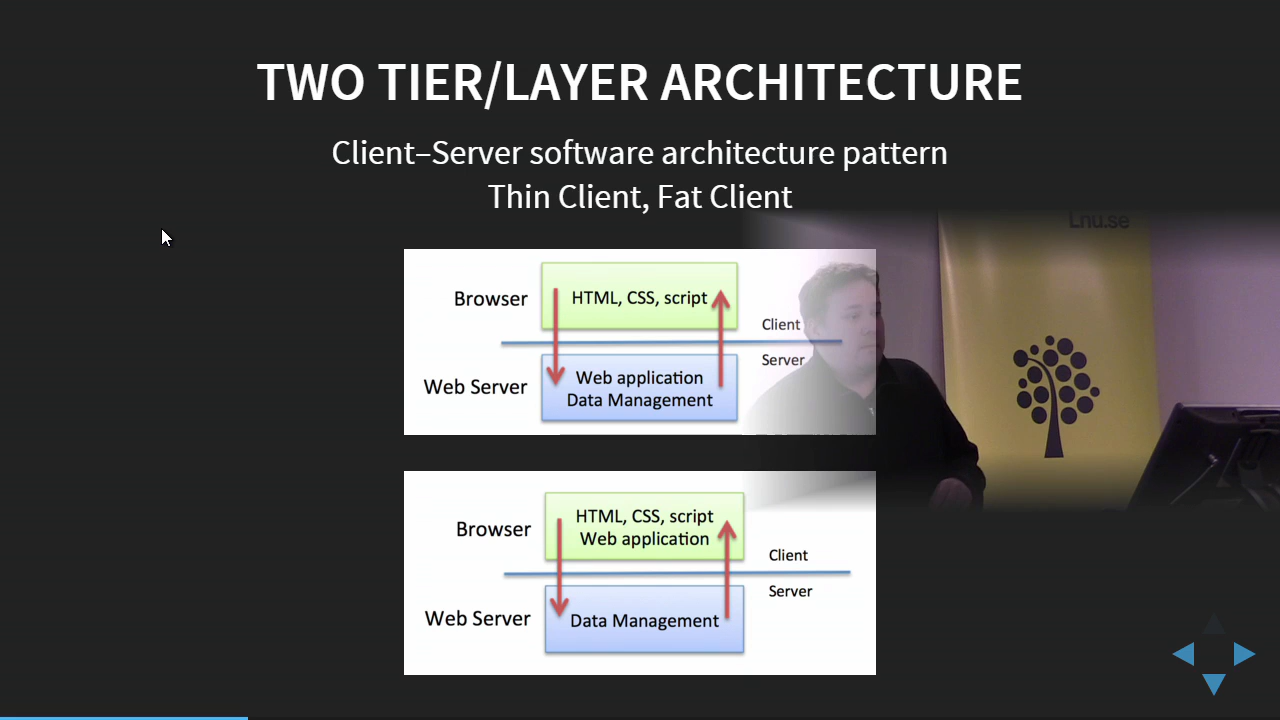 TWO TIER/LAYER ARCHITECTURE
Client–Server software architecture pattern
Thin Client, Fat Client
Lnu.se
Browser
HTML, CSS, script
Client
Server
Web Server
Web application
Data Management
Browser
HTML, CSS, script
Web application
Client
Server
Web Server
Data Management